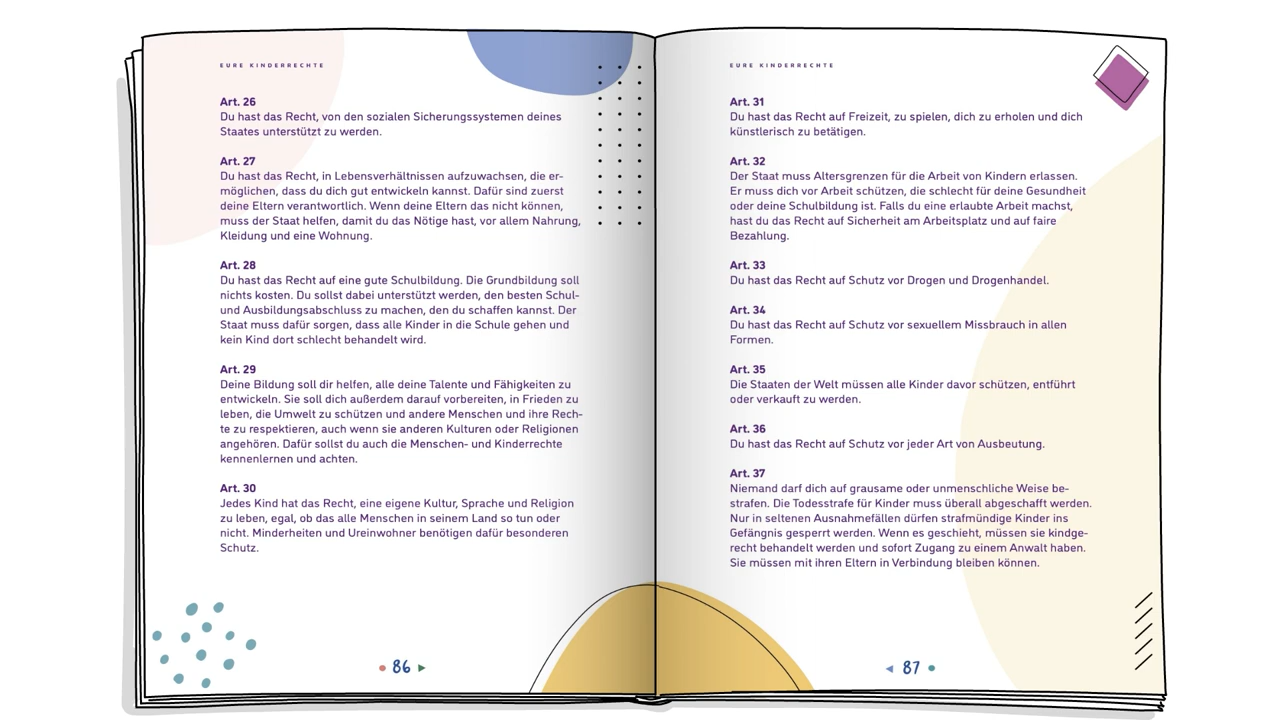 EURE KINDERRECHTE
Art. 26
Du hast das Recht, von den sozialen Sicherungssystemen deines
Staates unterstützt zu werden.
Art. 27
Du hast das Recht, in Lebensverhältnissen aufzuwachsen, die er-
möglichen, dass du dich gut entwickeln kannst. Dafür sind zuerst
deine Eltern verantwortlich. Wenn deine Eltern das nicht können,
muss der Staat helfen, damit du das Nötige hast, vor allem Nahrung,
Kleidung und eine Wohnung.
Art. 28
Du hast das Recht auf eine gute Schulbildung. Die Grundbildung soll
nichts kosten. Du sollst dabei unterstützt werden, den besten Schul-
und Ausbildungsabschluss zu machen, den du schaffen kannst. Der
Staat muss dafür sorgen, dass alle Kinder in die Schule gehen und
kein Kind dort schlecht behandelt wird.
Art. 29
Deine Bildung soll dir helfen, alle deine Talente und Fähigkeiten zu
entwickeln. Sie soll dich außerdem darauf vorbereiten, in Frieden zu
leben, die Umwelt zu schützen und andere Menschen und ihre Rech-
te zu respektieren, auch wenn sie anderen Kulturen oder Religionen
angehören. Dafür sollst du auch die Menschen- und Kinderrechte
kennenlernen und achten.
Art. 30
Jedes Kind hat das Recht, eine eigene Kultur, Sprache und Religion
zu leben, egal, ob das alle Menschen in seinem Land so tun oder
nicht. Minderheiten und Ureinwohner benötigen dafür besonderen
Schutz.
86
EURE KINDERRECHTE
Art. 31
Du hast das Recht auf Freizeit, zu spielen, dich zu erholen und dich
künstlerisch zu betätigen.
Art. 32
Der Staat muss Altersgrenzen für die Arbeit von Kindern erlassen.
Er muss dich vor Arbeit schützen, die schlecht für deine Gesundheit
oder deine Schulbildung ist. Falls du eine erlaubte Arbeit machst,
hast du das Recht auf Sicherheit am Arbeitsplatz und auf faire
Bezahlung.
Art. 33
Du hast das Recht auf Schutz vor Drogen und Drogenhandel.
Art. 34
Du hast das Recht auf Schutz vor sexuellem Missbrauch in allen
Formen.
Art. 35
Die Staaten der Welt müssen alle Kinder davor schützen, entführt
oder verkauft zu werden.
Art. 36
Du hast das Recht auf Schutz vor jeder Art von Ausbeutung.
Art. 37
Niemand darf dich auf grausame oder unmenschliche Weise be-
strafen. Die Todesstrafe für Kinder muss überall abgeschafft werden.
Nur in seltenen Ausnahmefällen dürfen strafmündige Kinder ins
Gefängnis gesperrt werden. Wenn es geschieht, müssen sie kindge-
recht behandelt werden und sofort Zugang zu einem Anwalt haben.
Sie müssen mit ihren Eltern in Verbindung bleiben können.
87